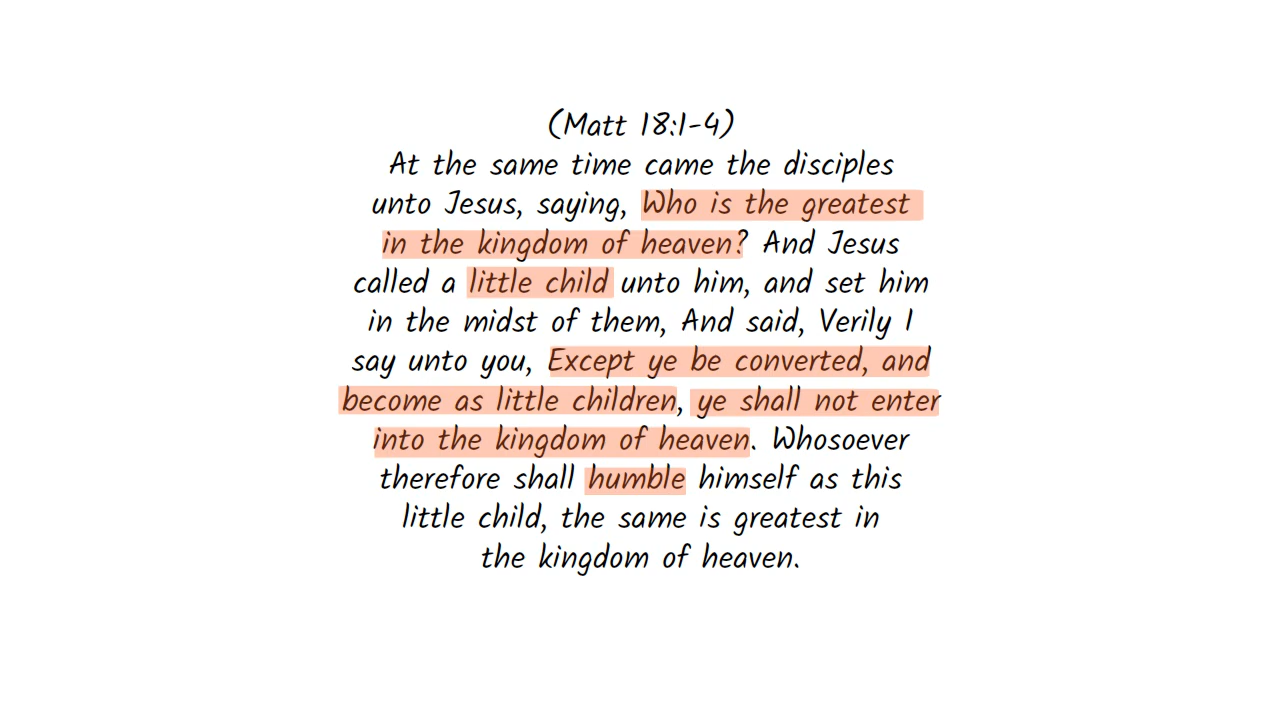 (Matt 18:1-4)
At the same time came the disciples
unto Jesus, saying, Who is the greatest
in the kingdom of heaven? And Jesus
called a little child unto him, and set him
in the midst of them, And said, Verily I
say unto you, Except ye be converted, and
become as little children, ye shall not enter
into the kingdom of heaven. Whosoever
therefore shall humble himself as this
little child, the same is greatest in
the kingdom of heaven.